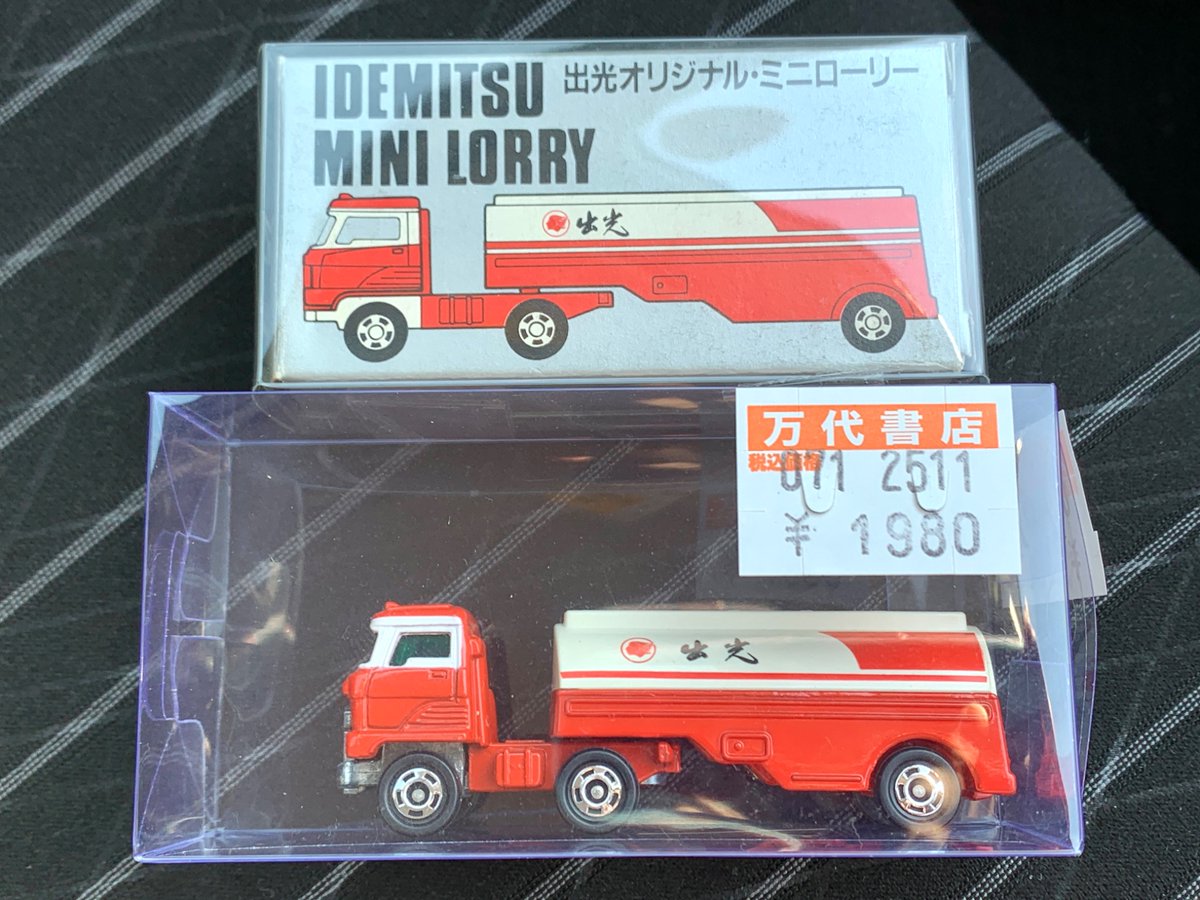 IDEMITSU
MINI LORRY
出光オリジナル・ミニローリー
出光
万代書店
税込価格
071 2511
¥ 1980
出光